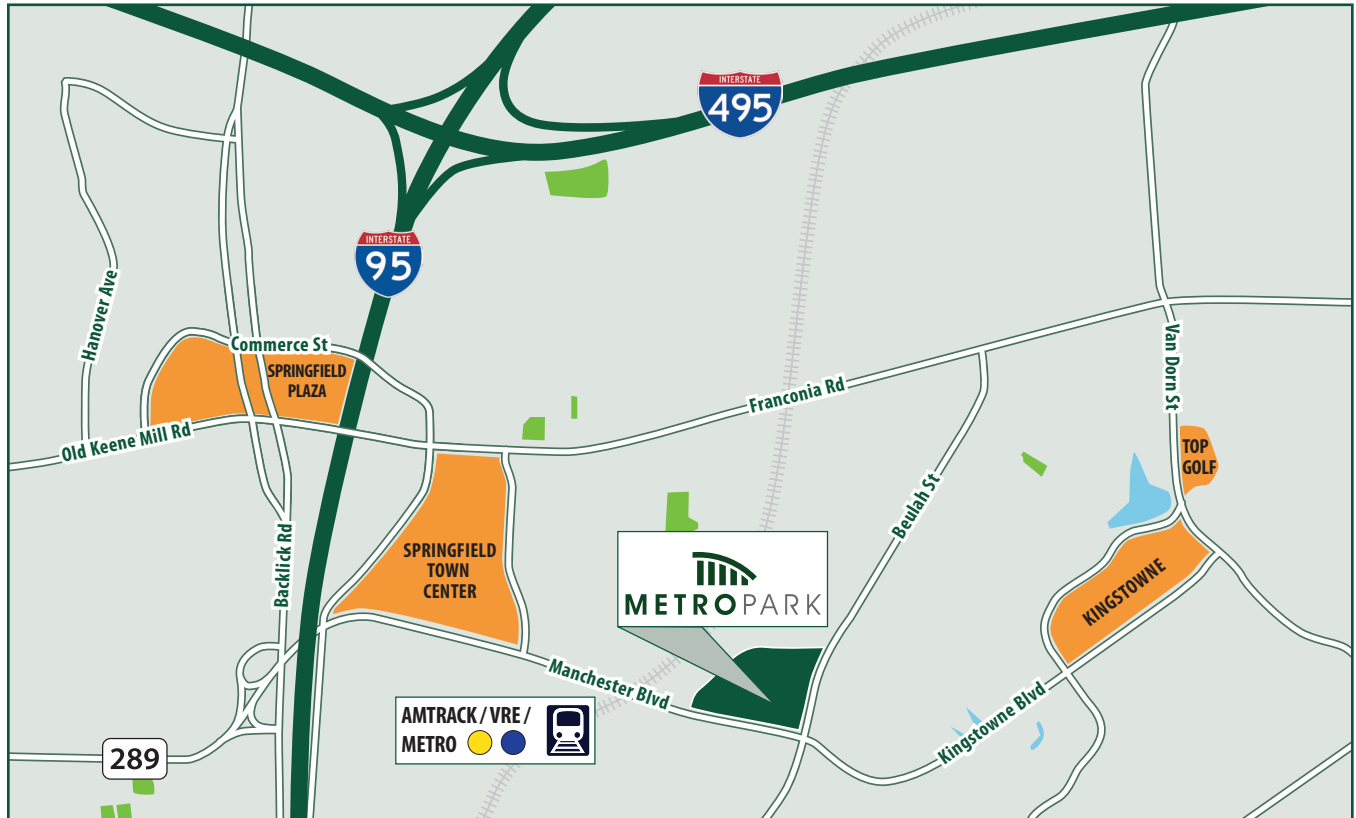 INTERSTATE
495
INTERSTATE
95
Hanover Ave
Commerce St
SPRINGFIELD
PLAZA
Old Keene Mill Rd
Franconia Rd
Van Dorn St
TOP
GOLF
Backlick Rd
SPRINGFIELD
TOWN
CENTER
Beulah St
METROPARK
KINGSTOWNE
Manchester Blvd
Kingstowne Blvd
AMTRACK / VRE /
METRO
289